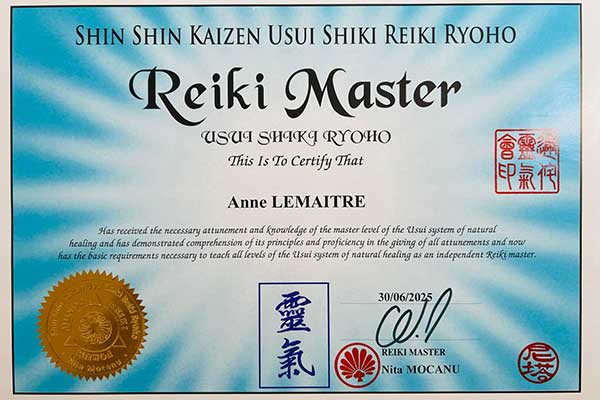 SHIN SHIN KAIZEN USUI SHIKI REIKI RYOHO
Reiki Master
USUI SHIKI RYOHO
This Is To Certify That
Anne LEMAITRE
Has received the necessary attunement and knowledge of the master level of the Usui system of natural
healing and has demonstrated comprehension of its principles and proficiency in the giving of all attunements and now
has the basic requirements necessary to teach all levels of the Usui system of natural healing as an independent Reiki master.
靈氣
30/06/2025
REIKI MASTER
Nita MOCANU
Nita Mocanu
尼塔